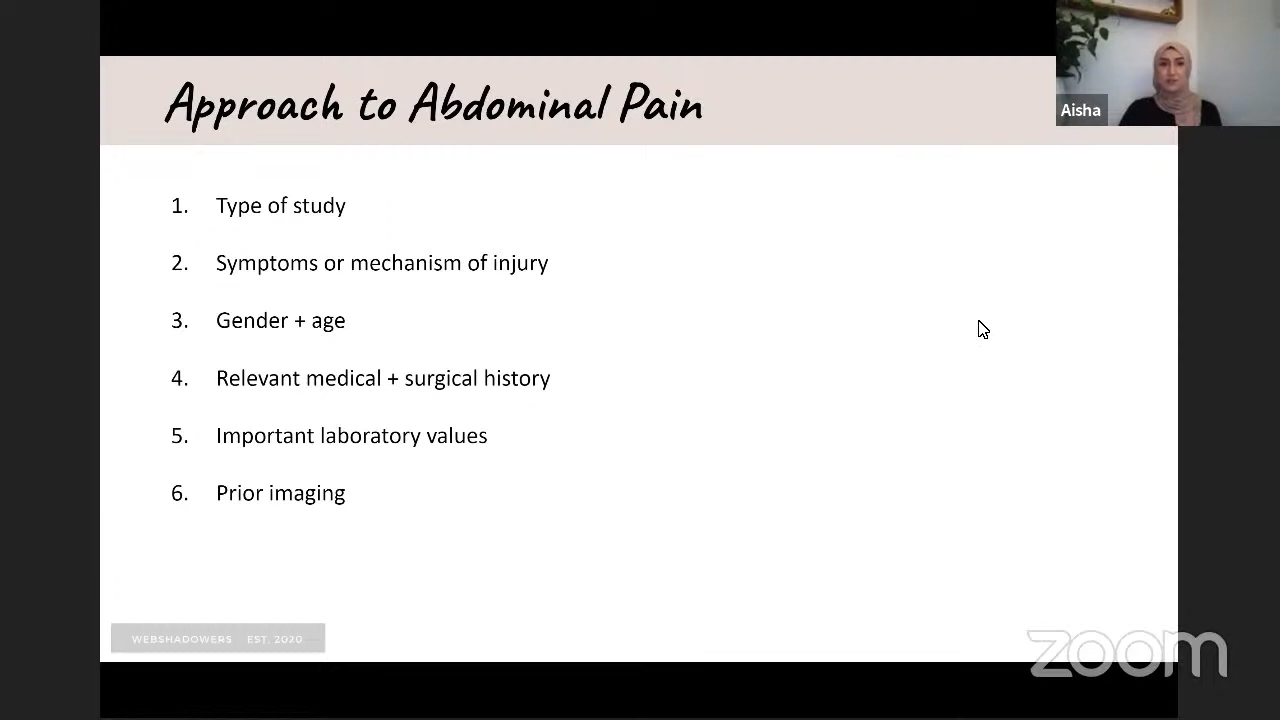 Approach to Abdominal Pain
Aisha
1. Type of study
2. Symptoms or mechanism of injury
3. Gender + age
4. Relevant medical + surgical history
5. Important laboratory values
6. Prior imaging
WEBSHADOWERS EST. 2020
zoom